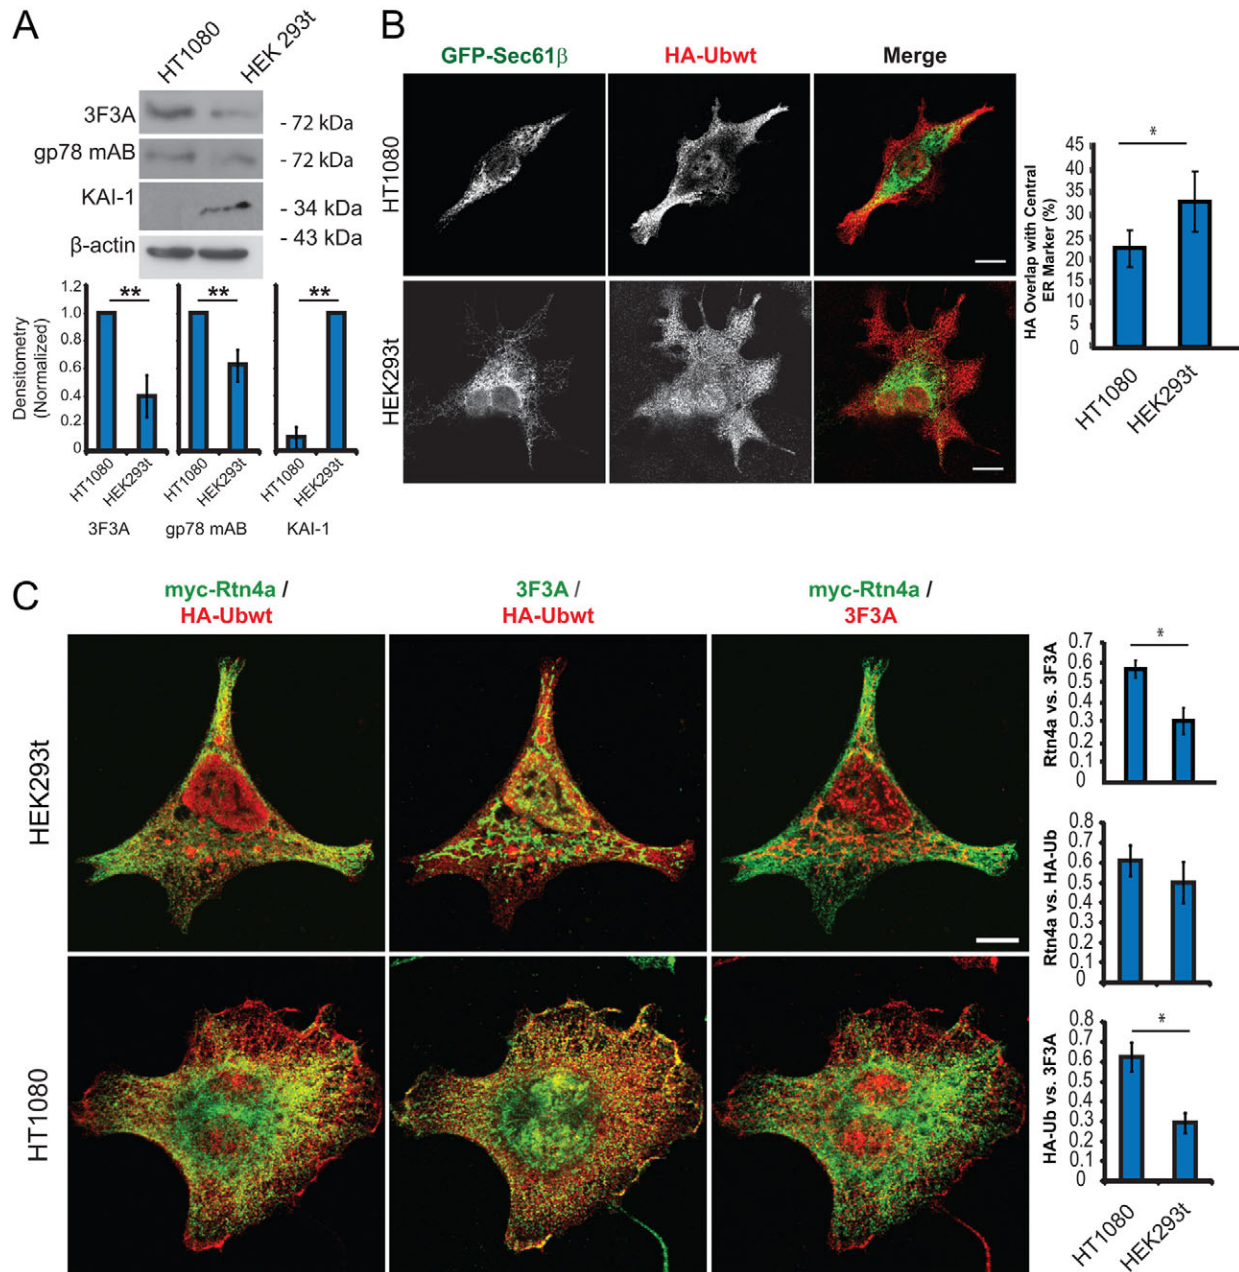 A
HT1080
HEK 293t
3F3A
- 72 kDa
gp78 mAB
- 72 kDa
KAI-1
- 34 kDa
- 43 kDa
β-actin
Densitometry
(Normalized)
1.2
1.0
0.8
0.6
0.4
0.2
0
**
**
**
HT1080
HEK293t
HT1080
HEK293t
HT1080
HEK293t
3F3A
gp78 mAB
KAI-1
B
GFP-Sec61β
HA-Ubwt
Merge
HT1080
HEK293t
HA Overlap with Central
ER Marker (%)
45
40
35
30
25
20
15
10
5
0
*
HT1080
HEK293t
C
myc-Rtn4a /
HA-Ubwt
3F3A /
HA-Ubwt
myc-Rtn4a /
3F3A
HEK293t
HT1080
Rtn4a vs. 3F3A
0.7
0.6
0.5
0.4
0.3
0.2
0.1
0
*
Rtn4a vs. HA-Ub
0.8
0.7
0.6
0.5
0.4
0.3
0.2
0.1
0
HA-Ub vs. 3F3A
0.8
0.7
0.6
0.5
0.4
0.3
0.2
0.1
0
*
HT1080
HEK293t